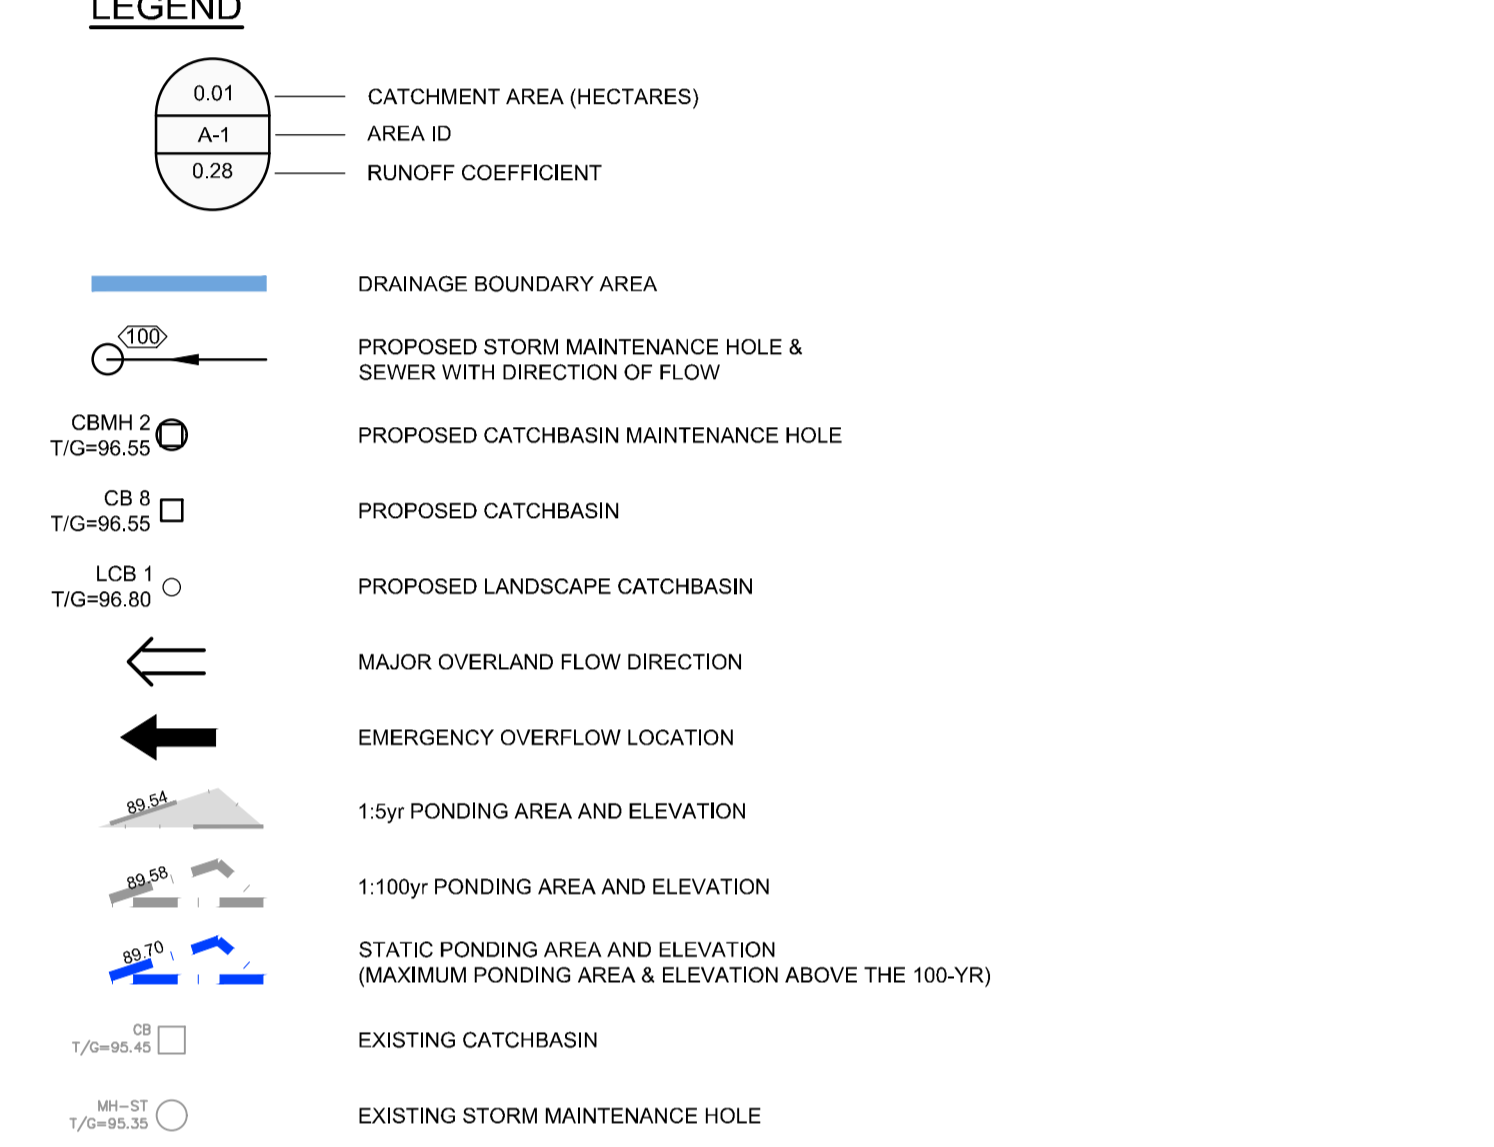 LEGEND
0.01
CATCHMENT AREA (HECTARES)
A-1
AREA ID
0.28
RUNOFF COEFFICIENT
DRAINAGE BOUNDARY AREA
100
PROPOSED STORM MAINTENANCE HOLE &
SEWER WITH DIRECTION OF FLOW
CBMH 2
T/G=96.55
PROPOSED CATCHBASIN MAINTENANCE HOLE
CB 8
T/G=96.55
PROPOSED CATCHBASIN
LCB 1
T/G=96.80
PROPOSED LANDSCAPE CATCHBASIN
MAJOR OVERLAND FLOW DIRECTION
EMERGENCY OVERFLOW LOCATION
89.54
1:5yr PONDING AREA AND ELEVATION
89.58
1:100yr PONDING AREA AND ELEVATION
89.70
STATIC PONDING AREA AND ELEVATION
(MAXIMUM PONDING AREA & ELEVATION ABOVE THE 100-YR)
CB
T/G=95.45
EXISTING CATCHBASIN
MH-ST
T/G=95.35
EXISTING STORM MAINTENANCE HOLE